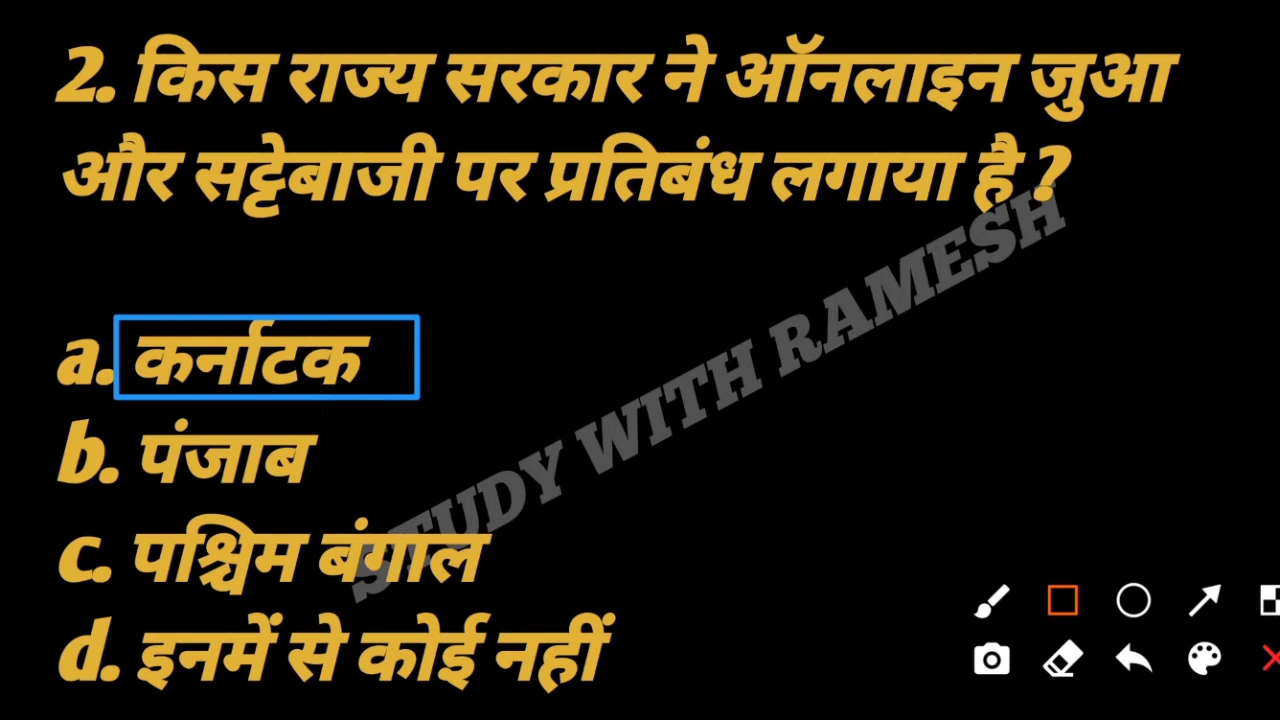 2. किस राज्य सरकार ने ऑनलाइन जुआ
और सट्टेबाजी पर प्रतिबंध लगाया है ?
a. कर्नाटक
b. पंजाब
c. पश्चिम बंगाल
d. इनमें से कोई नहीं
STUDY WITH RAMESH